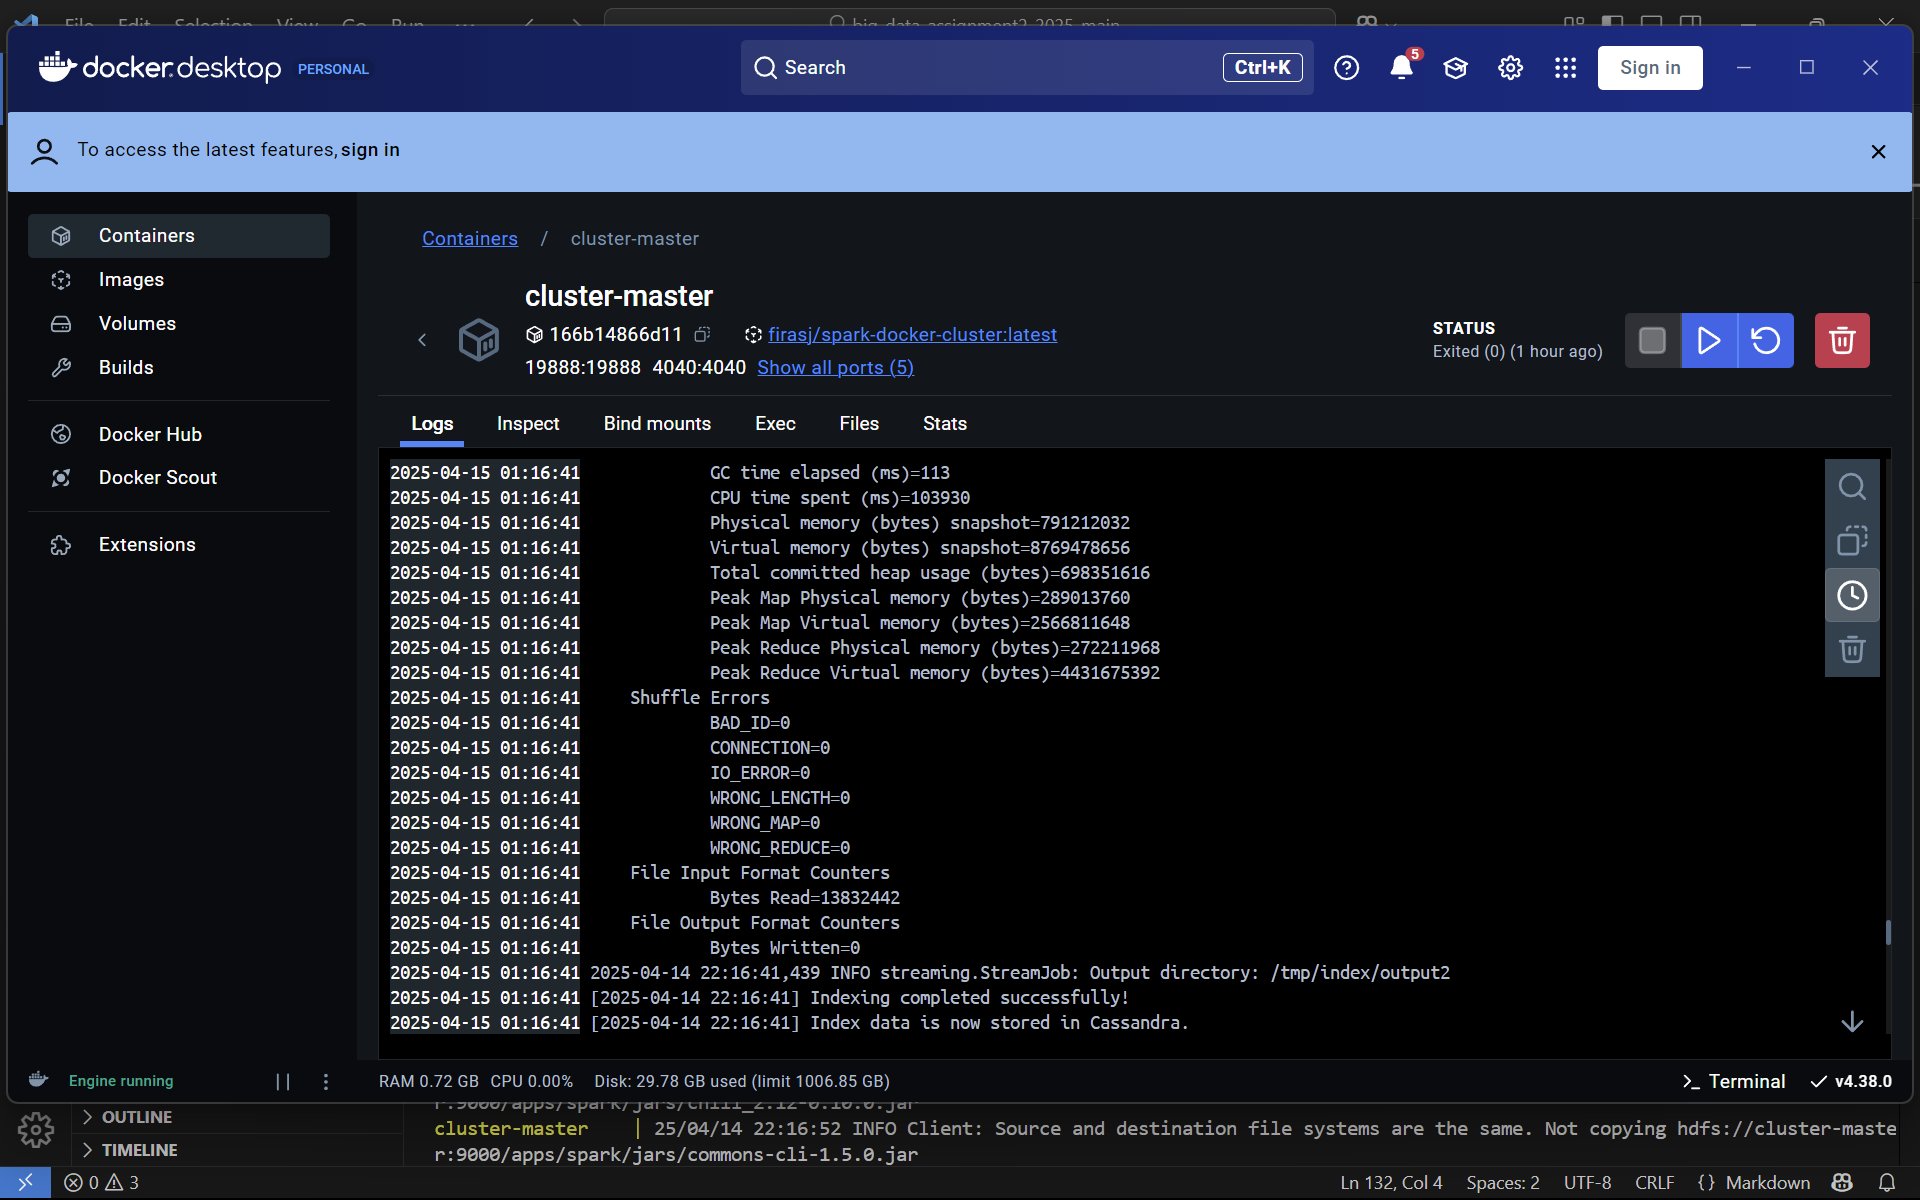 File Edit Selection View Go Run ... big_data_assignment2_2025-main
docker.desktop PERSONAL
Search Ctrl+K
5
Sign in
To access the latest features, sign in
Containers
Images
Volumes
Builds
Docker Hub
Docker Scout
Extensions
Containers / cluster-master
cluster-master
166b14866d11 firasj/spark-docker-cluster:latest
19888:19888 4040:4040 Show all ports (5)
STATUS
Exited (0) (1 hour ago)
Logs Inspect Bind mounts Exec Files Stats
2025-04-15 01:16:41 GC time elapsed (ms)=113
2025-04-15 01:16:41 CPU time spent (ms)=103930
2025-04-15 01:16:41 Physical memory (bytes) snapshot=791212032
2025-04-15 01:16:41 Virtual memory (bytes) snapshot=8769478656
2025-04-15 01:16:41 Total committed heap usage (bytes)=698351616
2025-04-15 01:16:41 Peak Map Physical memory (bytes)=289013760
2025-04-15 01:16:41 Peak Map Virtual memory (bytes)=2566811648
2025-04-15 01:16:41 Peak Reduce Physical memory (bytes)=272211968
2025-04-15 01:16:41 Peak Reduce Virtual memory (bytes)=4431675392
2025-04-15 01:16:41 Shuffle Errors
2025-04-15 01:16:41 BAD_ID=0
2025-04-15 01:16:41 CONNECTION=0
2025-04-15 01:16:41 IO_ERROR=0
2025-04-15 01:16:41 WRONG_LENGTH=0
2025-04-15 01:16:41 WRONG_MAP=0
2025-04-15 01:16:41 WRONG_REDUCE=0
2025-04-15 01:16:41 File Input Format Counters
2025-04-15 01:16:41 Bytes Read=13832442
2025-04-15 01:16:41 File Output Format Counters
2025-04-15 01:16:41 Bytes Written=0
2025-04-15 01:16:41 2025-04-14 22:16:41,439 INFO streaming.StreamJob: Output directory: /tmp/index/output2
2025-04-15 01:16:41 [2025-04-14 22:16:41] Indexing completed successfully!
2025-04-15 01:16:41 [2025-04-14 22:16:41] Index data is now stored in Cassandra.
Engine running
RAM 0.72 GB CPU 0.00% Disk: 29.78 GB used (limit 1006.85 GB)
Terminal v4.38.0
r:9000/apps/spark/jars/chill_2.12-0.10.0.jar
OUTLINE
TIMELINE
cluster-master | 25/04/14 22:16:52 INFO Client: Source and destination file systems are the same. Not copying hdfs://cluster-maste
r:9000/apps/spark/jars/commons-cli-1.5.0.jar
0 3
Ln 132, Col 4 Spaces: 2 UTF-8 CRLF {} Markdown